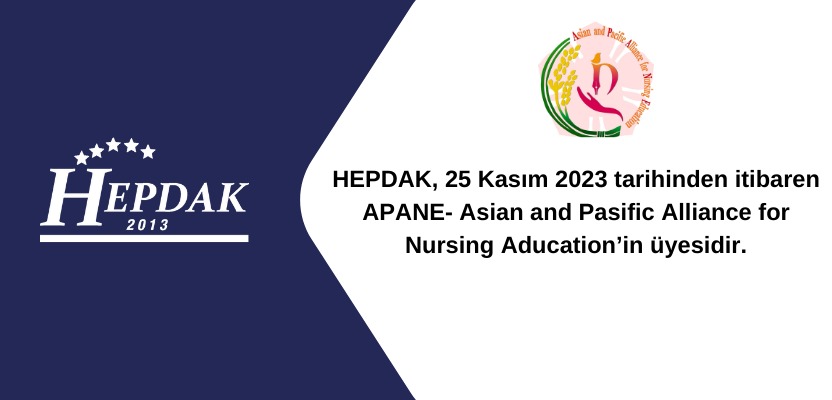 HEPDAK
2013
Asian and Pacific Alliance for Nursing Education
n
HEPDAK, 25 Kasım 2023 tarihinden itibaren
APANE- Asian and Pasific Alliance for
Nursing Aducation’in üyesidir.